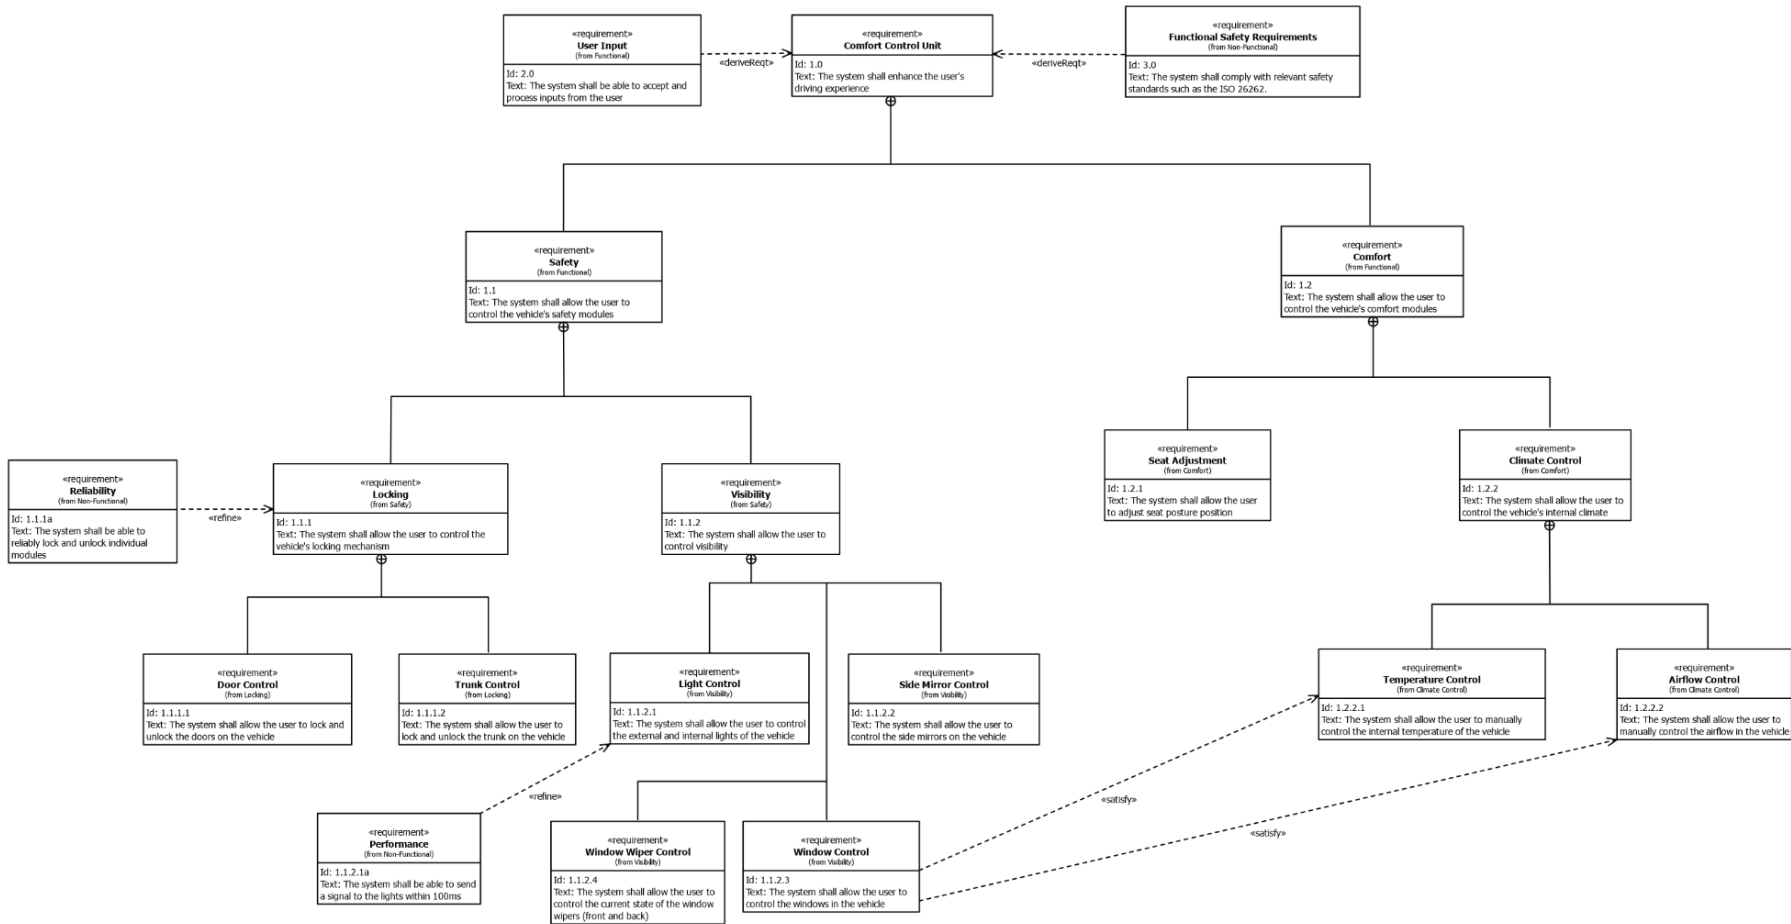 «requirement»
User Input
(from Functional)
Id: 2.0
Text: The system shall be able to accept and
process inputs from the user
«deriveReqt»
«requirement»
Comfort Control Unit
Id: 1.0
Text: The system shall enhance the user's
driving experience
«deriveReqt»
«requirement»
Functional Safety Requirements
(from Non-Functional)
Id: 3.0
Text: The system shall comply with relevant safety
standards such as the ISO 26262.
«requirement»
Safety
(from Functional)
Id: 1.1
Text: The system shall allow the user to
control the vehicle's safety modules
«requirement»
Comfort
(from Functional)
Id: 1.2
Text: The system shall allow the user to
control the vehicle's comfort modules
«requirement»
Reliability
(from Non-Functional)
Id: 1.1.1a
Text: The system shall be able to
reliably lock and unlock individual
modules
«refine»
«requirement»
Locking
(from Safety)
Id: 1.1.1
Text: The system shall allow the user to control the
vehicle's locking mechanism
«requirement»
Visibility
(from Safety)
Id: 1.1.2
Text: The system shall allow the user to
control visibility
«requirement»
Seat Adjustment
(from Comfort)
Id: 1.2.1
Text: The system shall allow the user
to adjust seat posture position
«requirement»
Climate Control
(from Comfort)
Id: 1.2.2
Text: The system shall allow the user to
control the vehicle's internal climate
«requirement»
Door Control
(from Locking)
Id: 1.1.1.1
Text: The system shall allow the user to lock and
unlock the doors on the vehicle
«requirement»
Trunk Control
(from Locking)
Id: 1.1.1.2
Text: The system shall allow the user to
lock and unlock the trunk on the vehicle
«requirement»
Light Control
(from Visibility)
Id: 1.1.2.1
Text: The system shall allow the user to control
the external and internal lights of the vehicle
«requirement»
Side Mirror Control
(from Visibility)
Id: 1.1.2.2
Text: The system shall allow the user to
control the side mirrors on the vehicle
«requirement»
Temperature Control
(from Climate Control)
Id: 1.2.2.1
Text: The system shall allow the user to manually
control the internal temperature of the vehicle
«requirement»
Airflow Control
(from Climate Control)
Id: 1.2.2.2
Text: The system shall allow the user to
manually control the airflow in the vehicle
«refine»
«satisfy»
«satisfy»
«requirement»
Performance
(from Non-Functional)
Id: 1.1.2.1a
Text: The system shall be able to send
a signal to the lights within 100ms
«requirement»
Window Wiper Control
(from Visibility)
Id: 1.1.2.4
Text: The system shall allow the user to
control the current state of the window
wipers (front and back)
«requirement»
Window Control
(from Visibility)
Id: 1.1.2.3
Text: The system shall allow the user to
control the windows in the vehicle